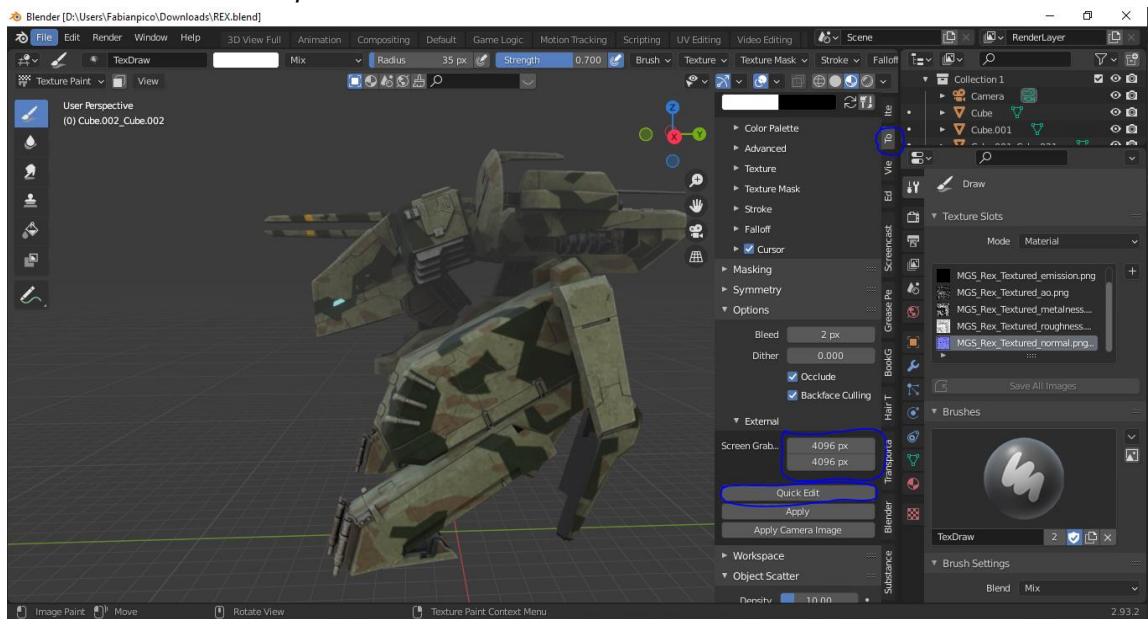 Blender [D:\Users\Fabianpico\Downloads\REX.blend]
File Edit Render Window Help 3D View Full Animation Compositing Default Game Logic Motion Tracking Scripting UV Editing Video Editing Scene RenderLayer
TexDraw Mix Radius 35 px Strength 0.700 Brush Texture Texture Mask Stroke Falloff
Texture Paint View
User Perspective
(0) Cube.002_Cube.002
Z
X
Y
Color Palette
Advanced
Texture
Texture Mask
Stroke
Falloff
Cursor
Masking
Symmetry
Options
Bleed 2 px
Dither 0.000
Occlude
Backface Culling
External
Screen Grab... 4096 px
4096 px
Quick Edit
Apply
Apply Camera Image
Workspace
Object Scatter
Density 10.00
Ite
To
Vie
Ed
Screencast
Grease Pe
BookG
Hair T
Transporta
Blender
Substance
Collection 1
Camera
Cube
Cube.001
Draw
Texture Slots
Mode Material
MGS_Rex_Textured_emission.png
MGS_Rex_Textured_ao.png
MGS_Rex_Textured_metalness....
MGS_Rex_Textured_roughness....
MGS_Rex_Textured_normal.png...
Save All Images
Brushes
TexDraw 2
Brush Settings
Blend Mix
Image Paint Move Rotate View Texture Paint Context Menu 2.93.2